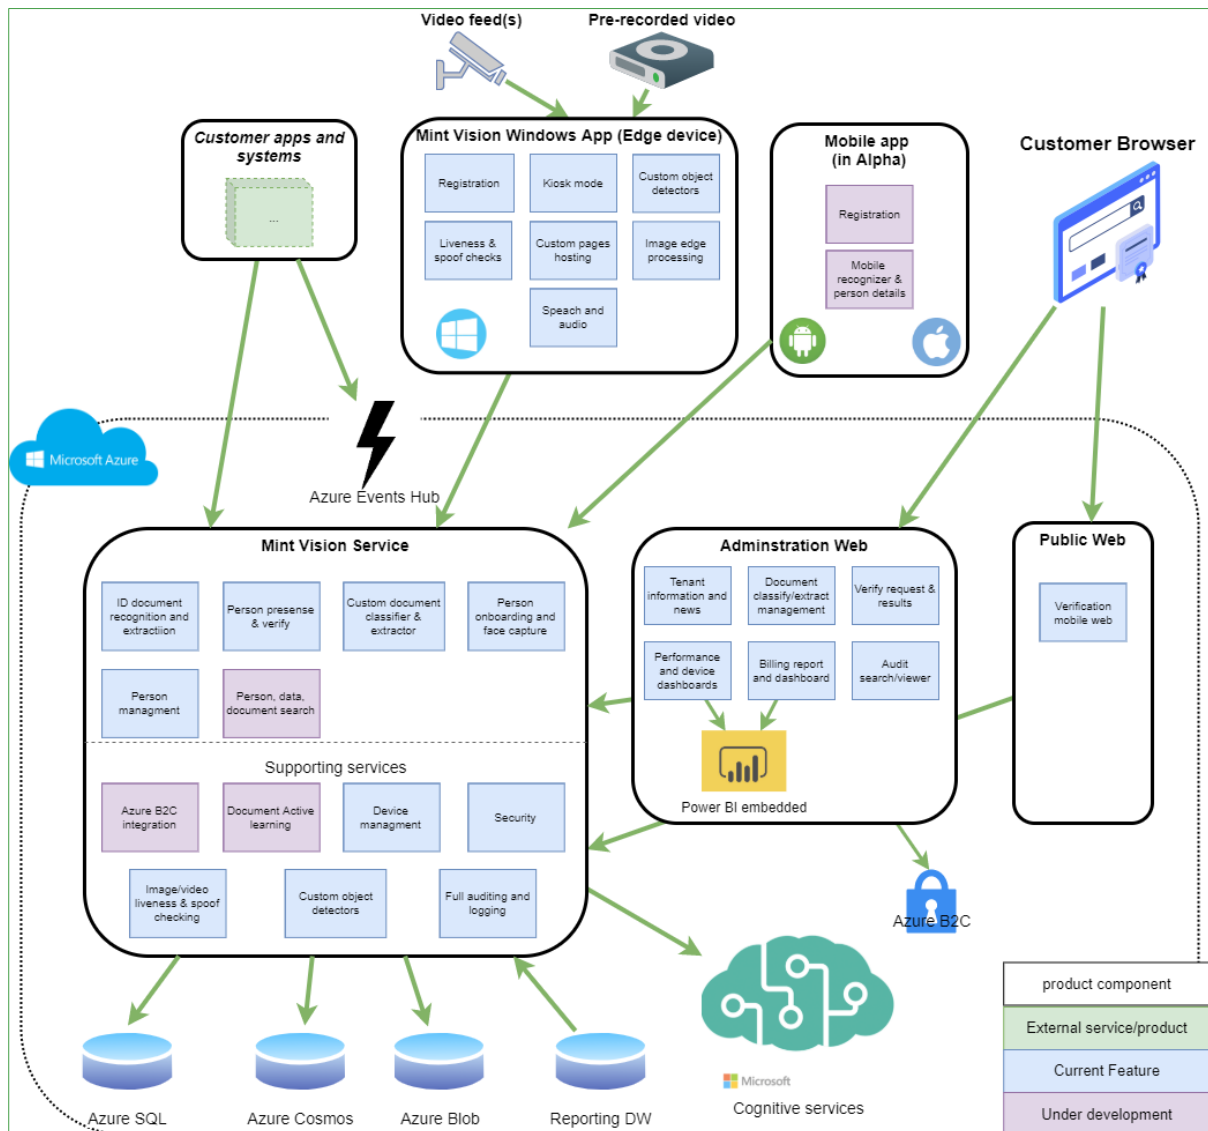 Video feed(s)
Pre-recorded video
Customer apps and
systems
...
Mint Vision Windows App (Edge device)
Registration
Kiosk mode
Custom object
detectors
Liveness &
spoof checks
Custom pages
hosting
Image edge
processing
Speach and
audio
Mobile app
(in Alpha)
Registration
Mobile
recognizer &
person details
Customer Browser
Microsoft Azure
Azure Events Hub
Mint Vision Service
ID document
recognition and
extractiion
Person presense
& verify
Custom document
classifier &
extractor
Person
onboarding and
face capture
Person
managment
Person, data,
document search
Supporting services
Azure B2C
integration
Document Active
learning
Device
managment
Security
Image/video
liveness & spoof
checking
Custom object
detectors
Full auditing and
logging
Adminstration Web
Tenant
information and
news
Document
classify/extract
management
Verify request &
results
Performance
and device
dashboards
Billing report
and dashboard
Audit
search/viewer
Power BI embedded
Public Web
Verification
mobile web
Azure B2C
Azure SQL
Azure Cosmos
Azure Blob
Reporting DW
Microsoft
Cognitive services
product component
External service/product
Current Feature
Under development